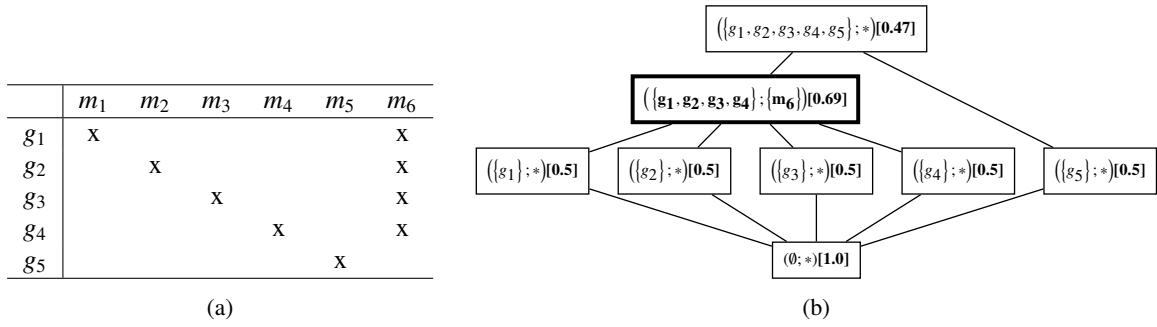 m₁ m₂ m₃ m₄ m₅ m₆
g₁ x x
g₂ x x
g₃ x x
g₄ x x
g₅ x
(a)
({g₁, g₂, g₃, g₄, g₅} ; *)[0.47]
({g₁, g₂, g₃, g₄} ; {m₆})[0.69]
({g₁} ; *)[0.5] ({g₂} ; *)[0.5] ({g₃} ; *)[0.5] ({g₄} ; *)[0.5] ({g₅} ; *)[0.5]
(∅; *)[1.0]
(b)